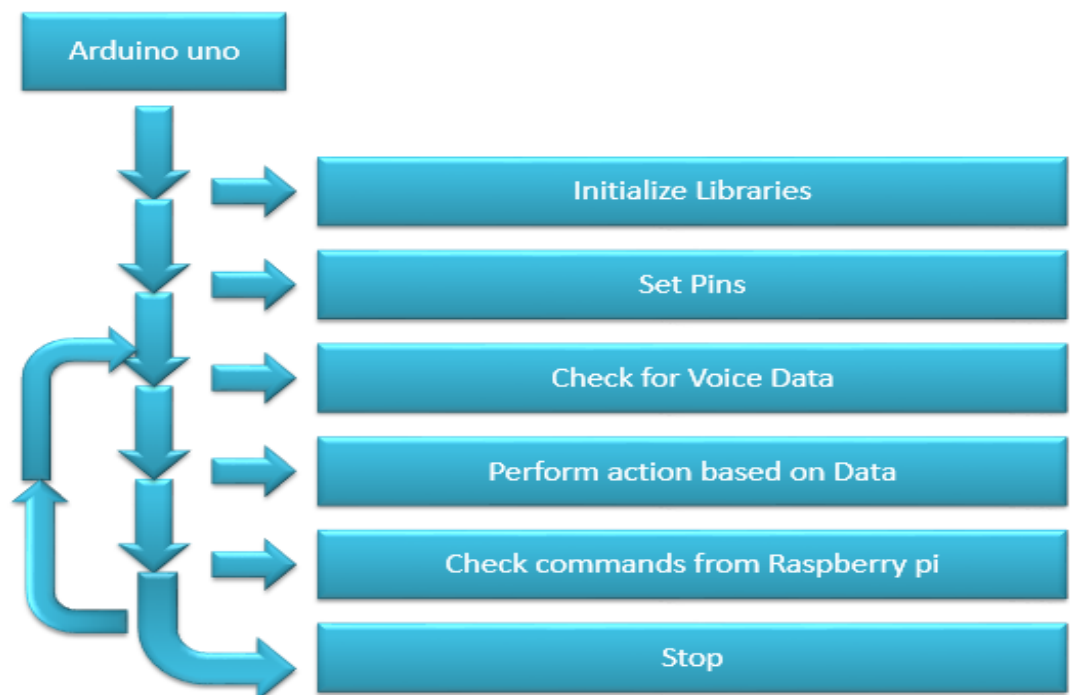 Arduino uno
Initialize Libraries
Set Pins
Check for Voice Data
Perform action based on Data
Check commands from Raspberry pi
Stop